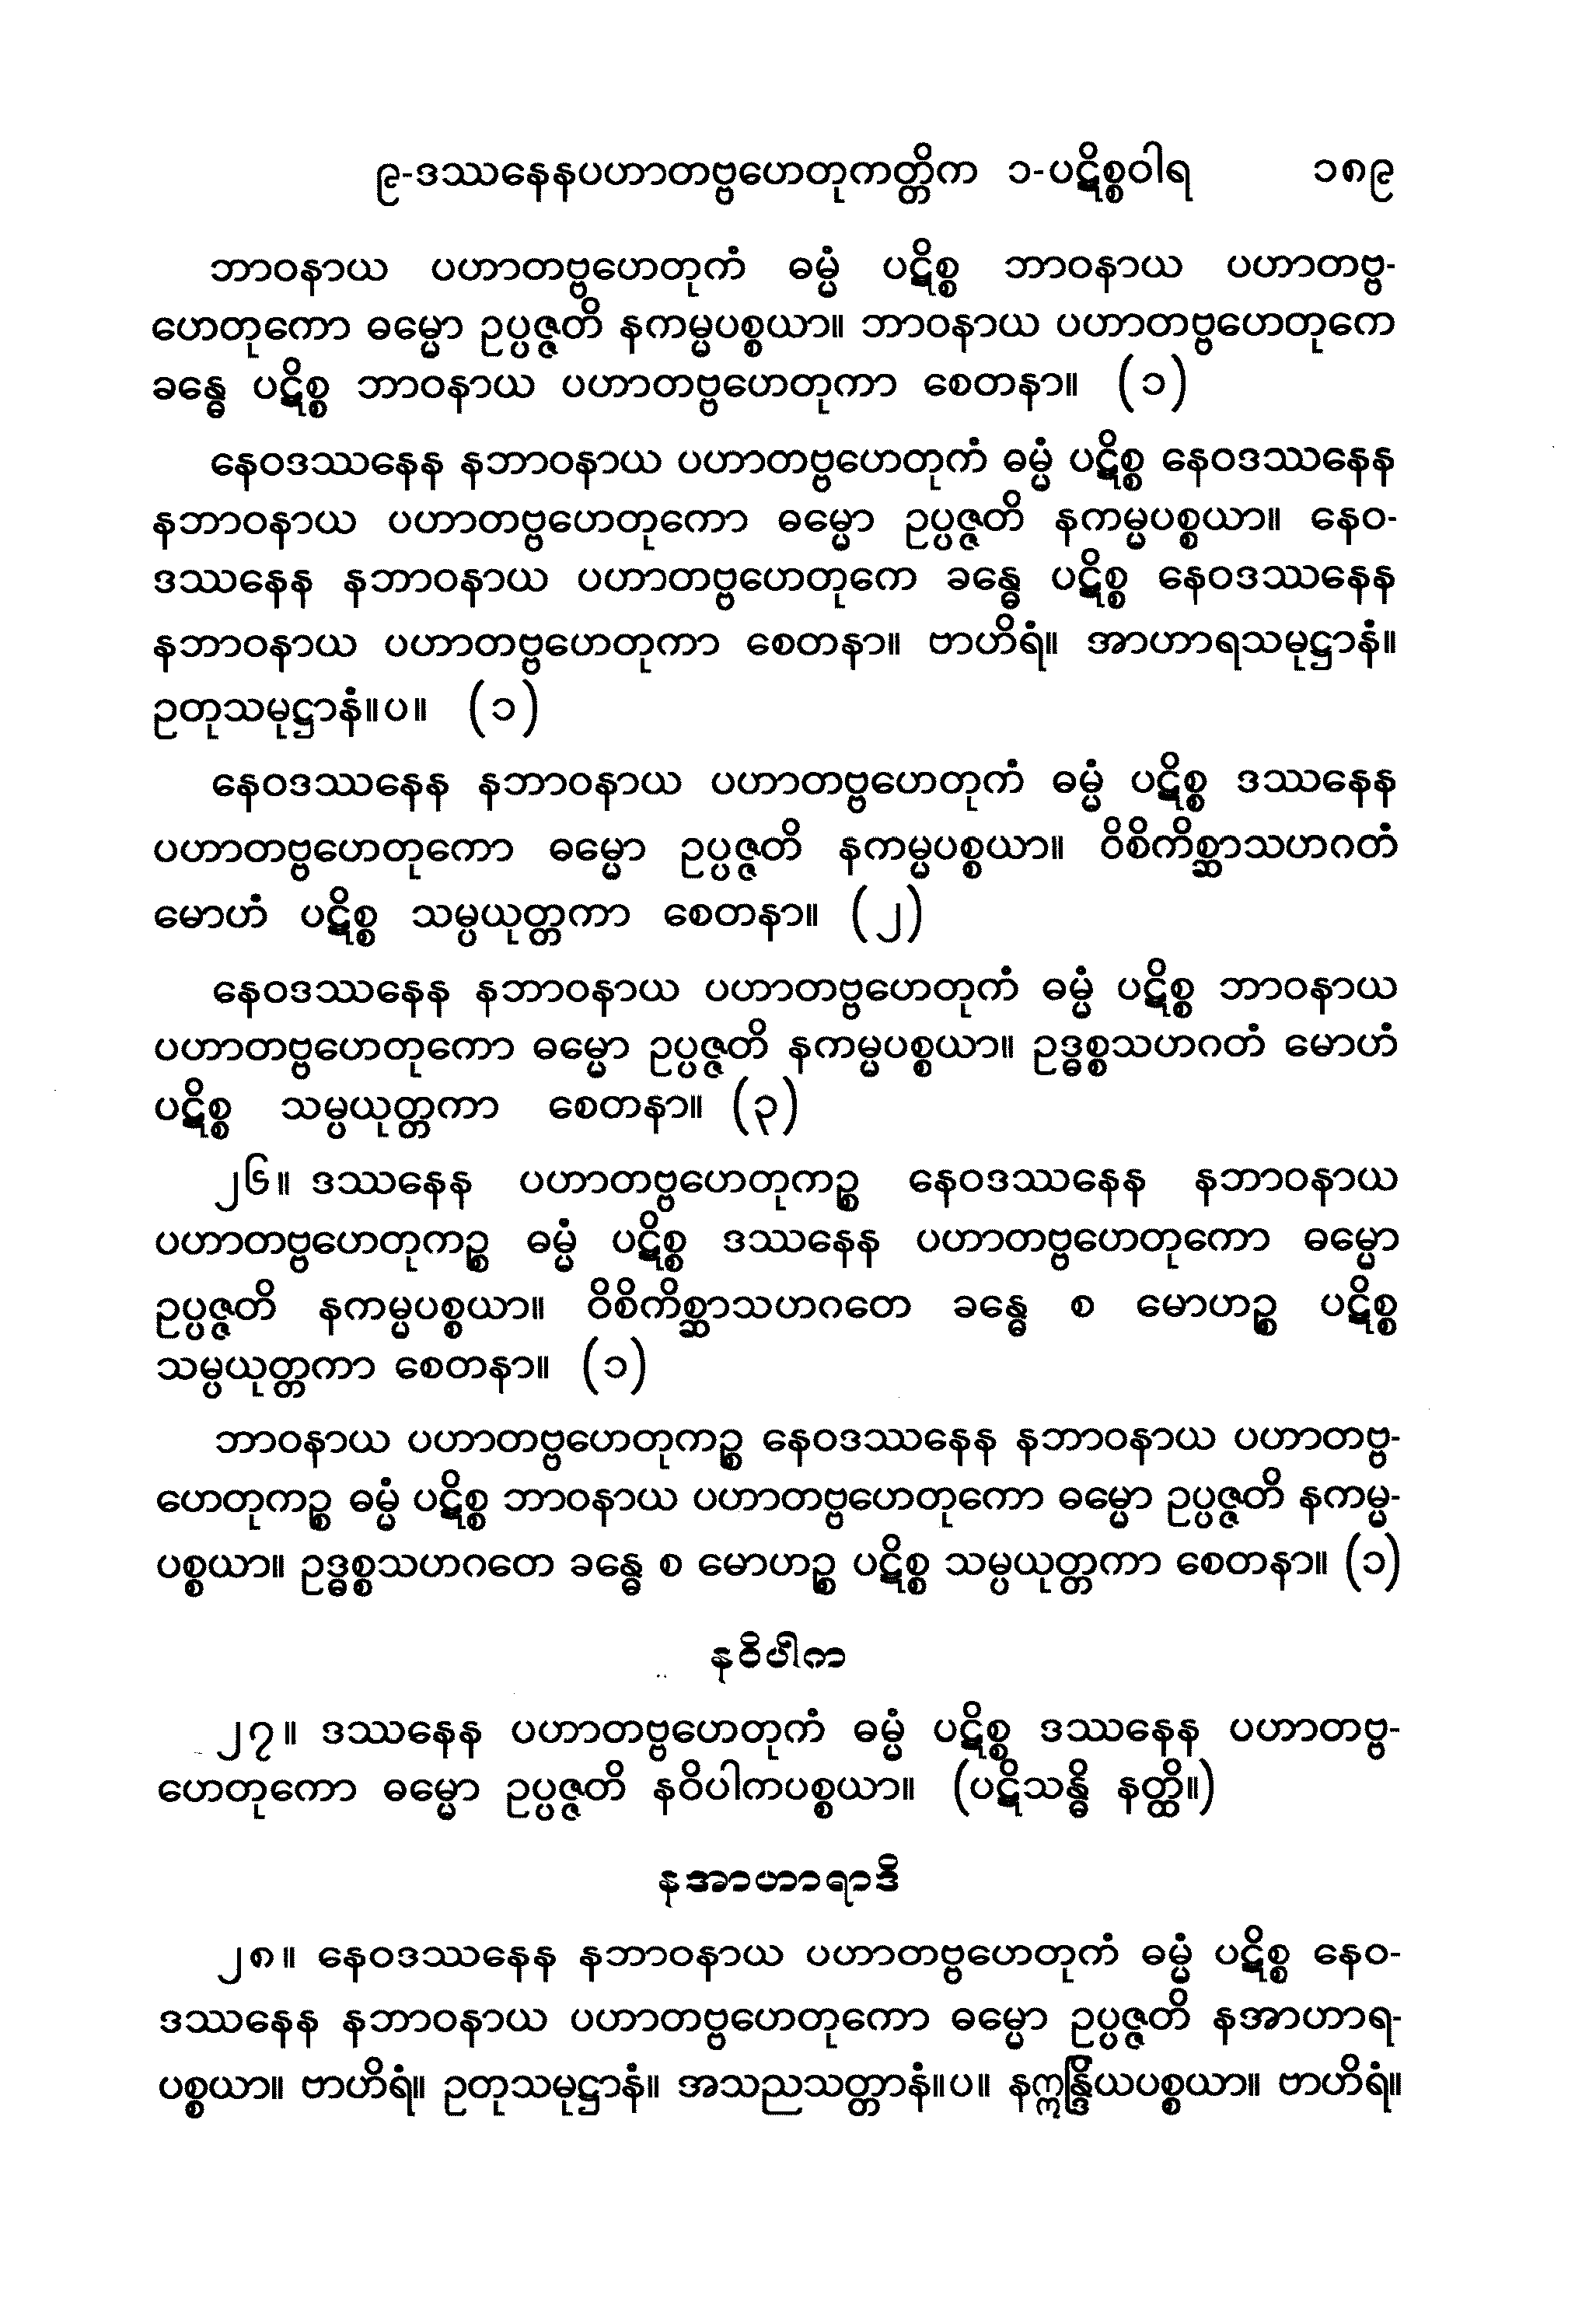 ၉-ဒဿနေနပဟာတဗ္ဗဟေတုကတ္တိက ၁-ပဋိစ္စဝါရ ၁၈၉
ဘာဝနာယ ပဟာတဗ္ဗဟေတုကံ ဓမ္မံ ပဋိစ္စ ဘာဝနာယ ပဟာတဗ္ဗ-
ဟေတုကော ဓမ္မော ဥပ္ပဇ္ဇတိ နကမ္မပစ္စယာ။ ဘာဝနာယ ပဟာတဗ္ဗဟေတုကေ
ခန္ဓေ ပဋိစ္စ ဘာဝနာယ ပဟာတဗ္ဗဟေတုကာ စေတနာ။ (၁)
နေဝဒဿနေန နဘာဝနာယ ပဟာတဗ္ဗဟေတုကံ ဓမ္မံ ပဋိစ္စ နေဝဒဿနေန
နဘာဝနာယ ပဟာတဗ္ဗဟေတုကော ဓမ္မော ဥပ္ပဇ္ဇတိ နကမ္မပစ္စယာ။ နေဝ-
ဒဿနေန နဘာဝနာယ ပဟာတဗ္ဗဟေတုကေ ခန္ဓေ ပဋိစ္စ နေဝဒဿနေန
နဘာဝနာယ ပဟာတဗ္ဗဟေတုကာ စေတနာ။ ဗာဟိရံ။ အာဟာရသမုဋ္ဌာနံ။
ဥတုသမုဋ္ဌာနံ။ပ။ (၁)
နေဝဒဿနေန နဘာဝနာယ ပဟာတဗ္ဗဟေတုကံ ဓမ္မံ ပဋိစ္စ ဒဿနေန
ပဟာတဗ္ဗဟေတုကော ဓမ္မော ဥပ္ပဇ္ဇတိ နကမ္မပစ္စယာ။ ဝိစိကိစ္ဆာသဟဂတံ
မောဟံ ပဋိစ္စ သမ္ပယုတ္တကာ စေတနာ။ (၂)
နေဝဒဿနေန နဘာဝနာယ ပဟာတဗ္ဗဟေတုကံ ဓမ္မံ ပဋိစ္စ ဘာဝနာယ
ပဟာတဗ္ဗဟေတုကော ဓမ္မော ဥပ္ပဇ္ဇတိ နကမ္မပစ္စယာ။ ဥဒ္ဓစ္စသဟဂတံ မောဟံ
ပဋိစ္စ သမ္ပယုတ္တကာ စေတနာ။ (၃)
၂၆။ ဒဿနေန ပဟာတဗ္ဗဟေတုကဉ္စ နေဝဒဿနေန နဘာဝနာယ
ပဟာတဗ္ဗဟေတုကဉ္စ ဓမ္မံ ပဋိစ္စ ဒဿနေန ပဟာတဗ္ဗဟေတုကော ဓမ္မော
ဥပ္ပဇ္ဇတိ နကမ္မပစ္စယာ။ ဝိစိကိစ္ဆာသဟဂတေ ခန္ဓေ စ မောဟဉ္စ ပဋိစ္စ
သမ္ပယုတ္တကာ စေတနာ။ (၁)
ဘာဝနာယ ပဟာတဗ္ဗဟေတုကဉ္စ နေဝဒဿနေန နဘာဝနာယ ပဟာတဗ္ဗ-
ဟေတုကဉ္စ ဓမ္မံ ပဋိစ္စ ဘာဝနာယ ပဟာတဗ္ဗဟေတုကော ဓမ္မော ဥပ္ပဇ္ဇတိ နကမ္မ-
ပစ္စယာ။ ဥဒ္ဓစ္စသဟဂတေ ခန္ဓေ စ မောဟဉ္စ ပဋိစ္စ သမ္ပယုတ္တကာ စေတနာ။ (၁)
နဝိပါက
၂၇။ ဒဿနေန ပဟာတဗ္ဗဟေတုကံ ဓမ္မံ ပဋိစ္စ ဒဿနေန ပဟာတဗ္ဗ-
ဟေတုကော ဓမ္မော ဥပ္ပဇ္ဇတိ နဝိပါကပစ္စယာ။ (ပဋိသန္ဓိ နတ္ထိ။)
နအာဟာရာဒိ
၂၈။ နေဝဒဿနေန နဘာဝနာယ ပဟာတဗ္ဗဟေတုကံ ဓမ္မံ ပဋိစ္စ နေဝ-
ဒဿနေန နဘာဝနာယ ပဟာတဗ္ဗဟေတုကော ဓမ္မော ဥပ္ပဇ္ဇတိ နအာဟာရ-
ပစ္စယာ။ ဗာဟိရံ။ ဥတုသမုဋ္ဌာနံ။ အသညသတ္တာနံ။ပ။ နဣန္ဒြိယပစ္စယာ။ ဗာဟိရံ။